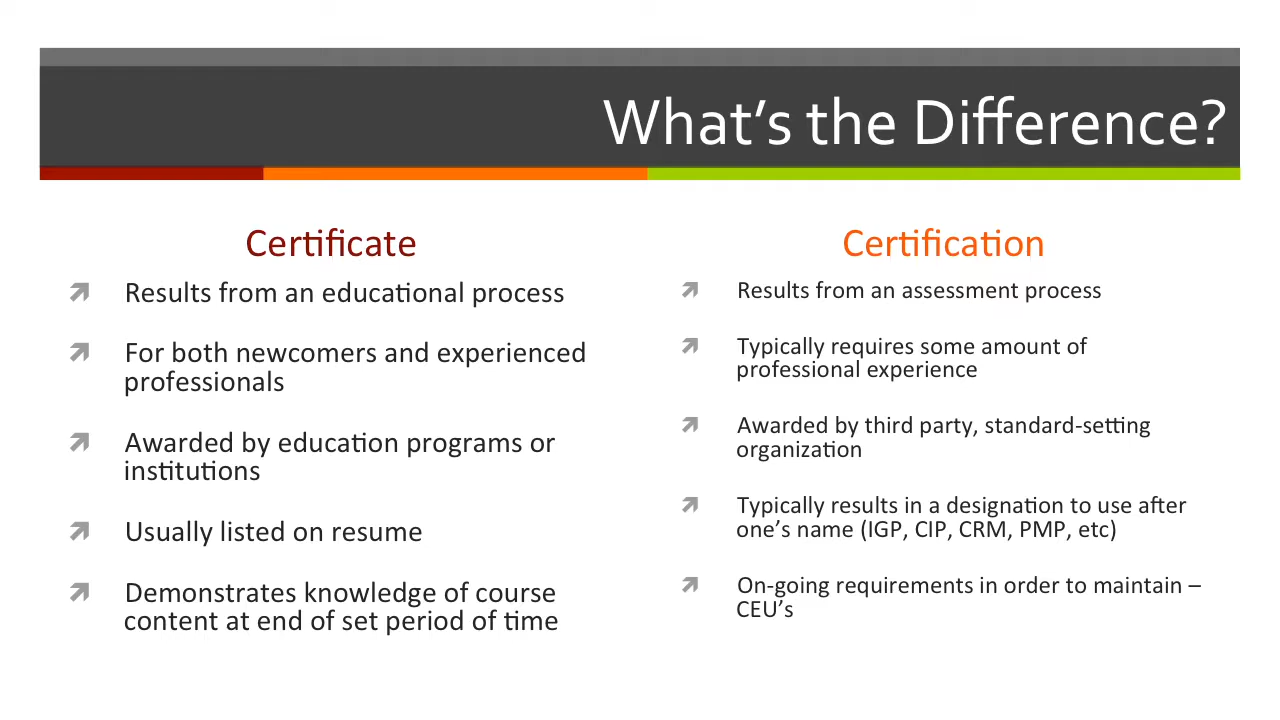 What's the Difference?
Certificate
Results from an educational process
For both newcomers and experienced
professionals
Awarded by education programs or
institutions
Usually listed on resume
Demonstrates knowledge of course
content at end of set period of time
Certification
Results from an assessment process
Typically requires some amount of
professional experience
Awarded by third party, standard-setting
organization
Typically results in a designation to use after
one's name (IGP, CIP, CRM, PMP, etc)
On-going requirements in order to maintain –
CEU's